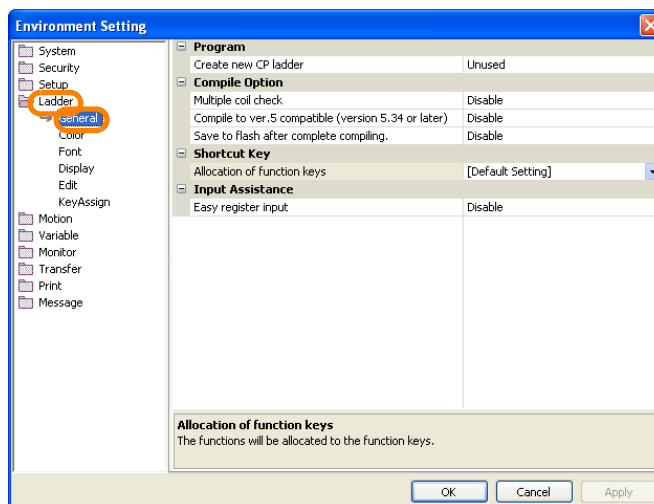 Environment Setting
System
Security
Setup
Ladder
General
Color
Font
Display
Edit
KeyAssign
Motion
Variable
Monitor
Transfer
Print
Message
Program
Create new CP ladder Unused
Compile Option
Multiple coil check Disable
Compile to ver.5 compatible (version 5.34 or later) Disable
Save to flash after complete compiling. Disable
Shortcut Key
Allocation of function keys [Default Setting]
Input Assistance
Easy register input Disable
Allocation of function keys
The functions will be allocated to the function keys.
OK Cancel Apply